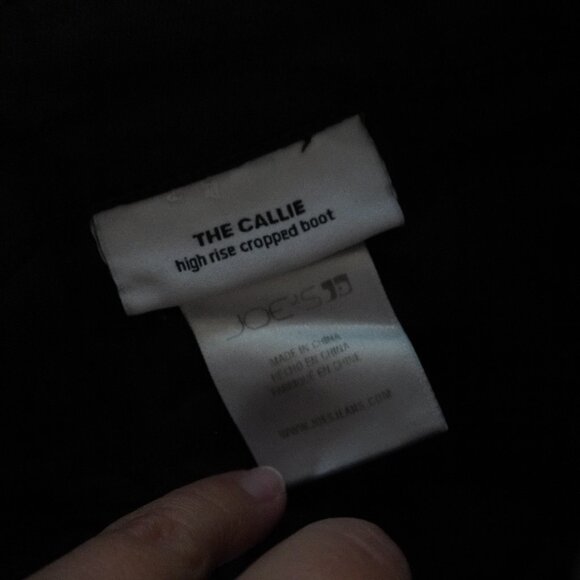 THE CALLIE
high rise cropped boot
JOE'S
MADE IN CHINA
HECHO EN CHINA
FABRIQUÉ EN CHINE
WWW.JOESJEANS.COM